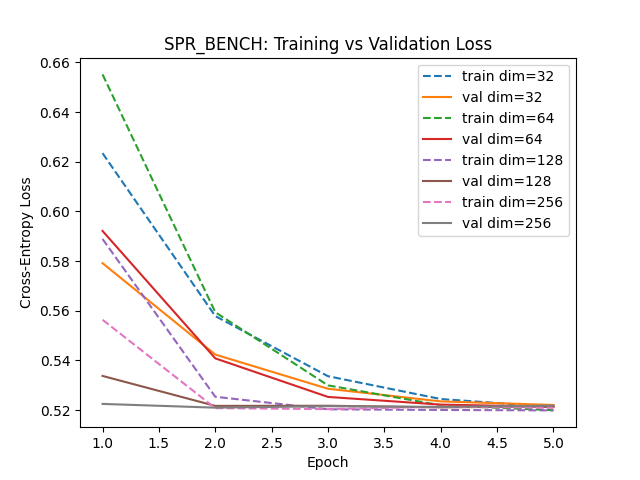 SPR_BENCH: Training vs Validation Loss
Cross-Entropy Loss
0.66
0.64
0.62
0.60
0.58
0.56
0.54
0.52
train dim=32
val dim=32
train dim=64
val dim=64
train dim=128
val dim=128
train dim=256
val dim=256
1.0 1.5 2.0 2.5 3.0 3.5 4.0 4.5 5.0
Epoch